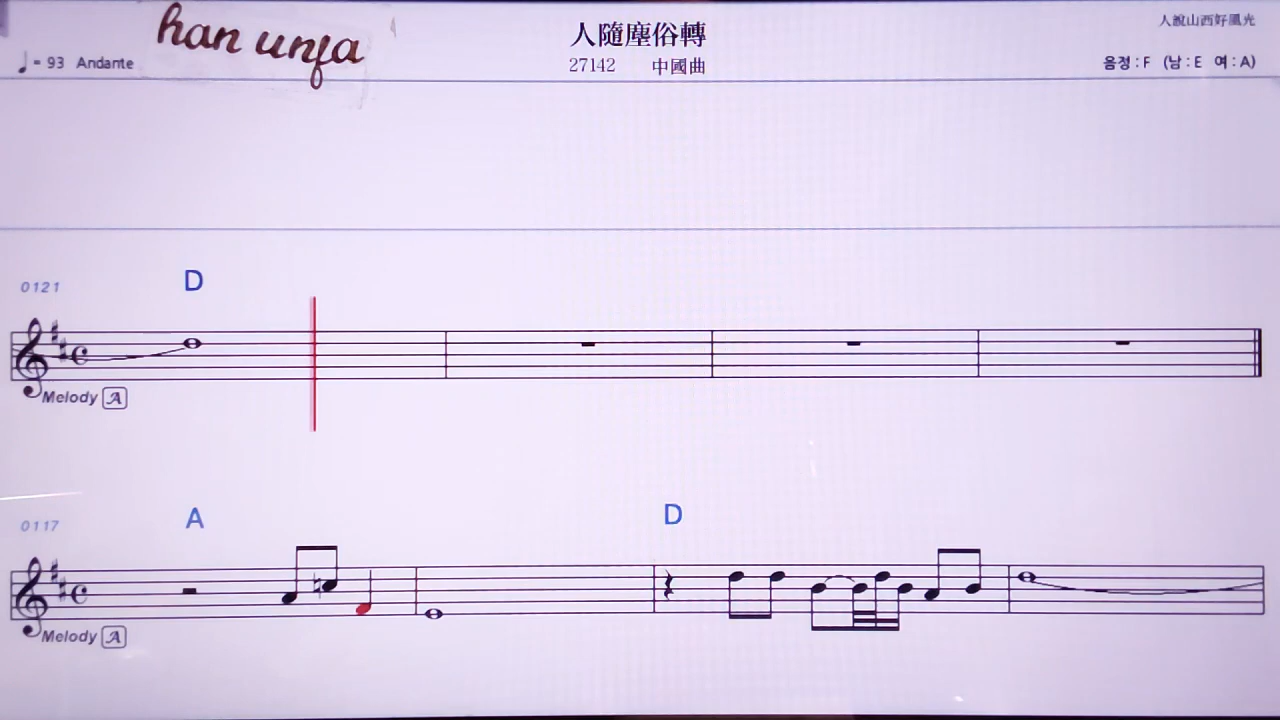 han unfa
人隨塵俗轉
人說山西好風光
♩= 93 Andante
27142 中國曲
음정 : F (남 : E 여 : A)
0121
D
Melody A
0117
A
D
Melody A